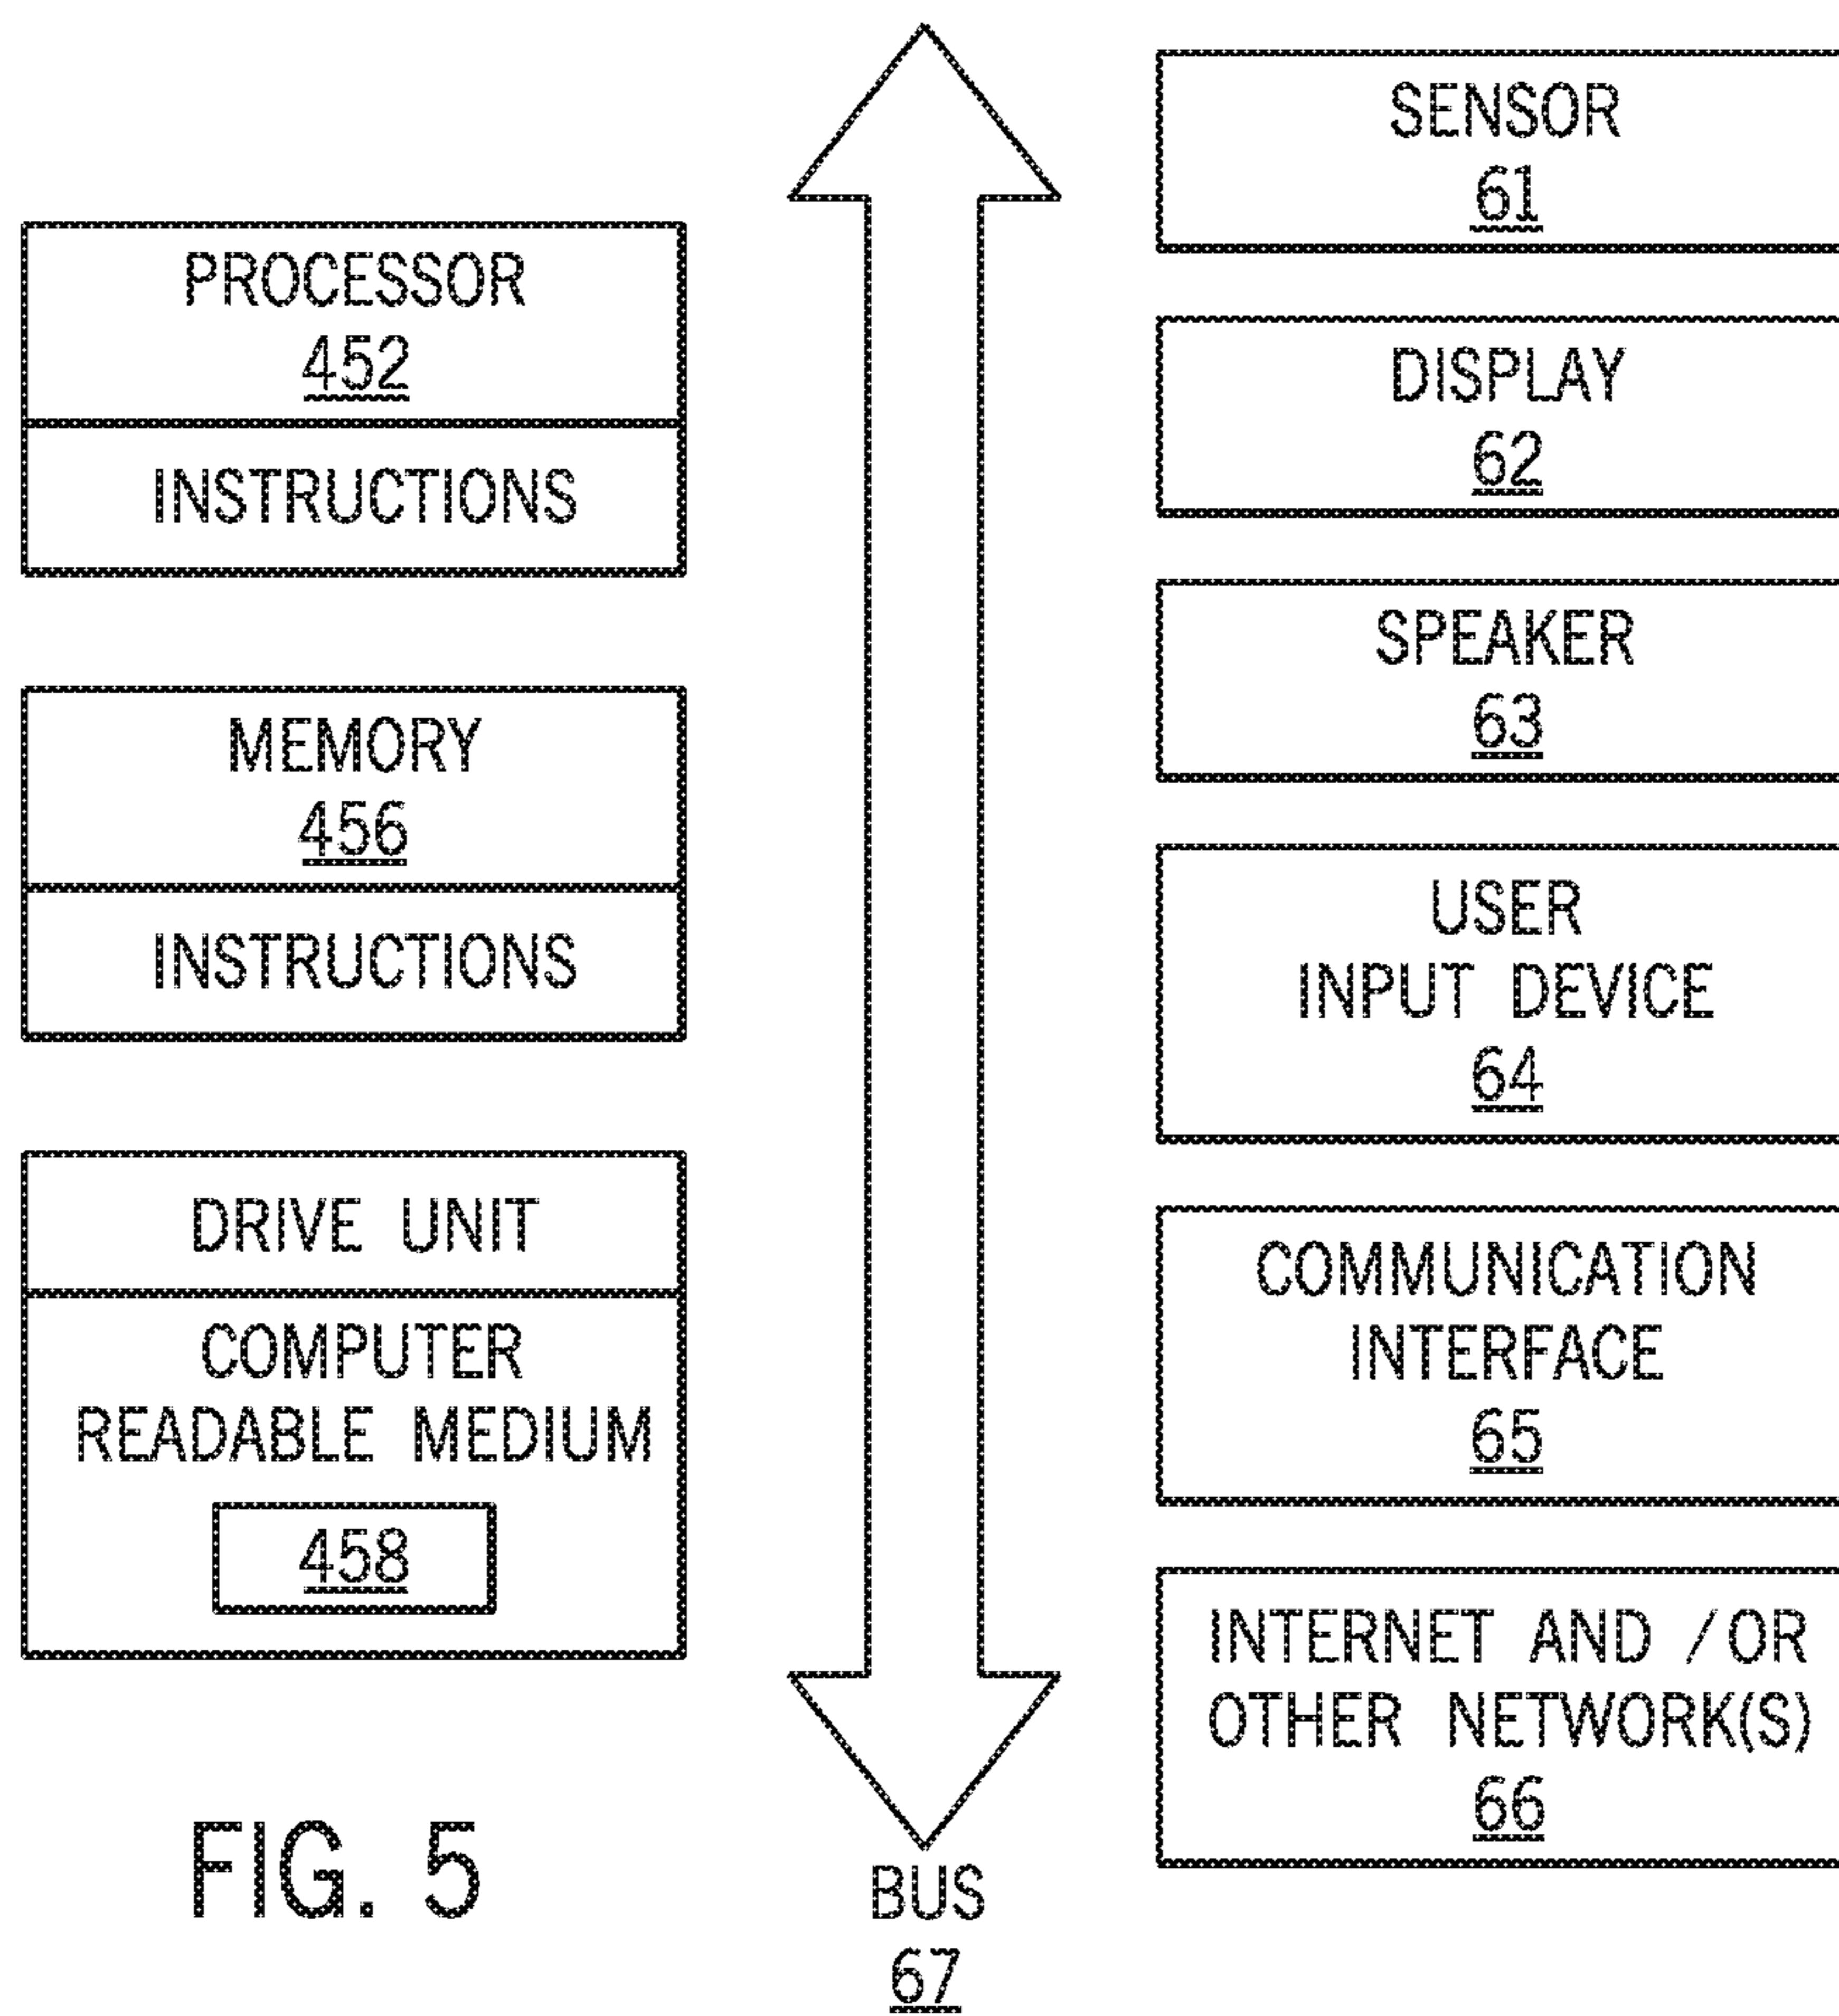 PROCESSOR
452
INSTRUCTIONS
MEMORY
456
INSTRUCTIONS
DRIVE UNIT
COMPUTER
READABLE MEDIUM
458
FIG. 5
BUS
67
SENSOR
61
DISPLAY
62
SPEAKER
63
USER
INPUT DEVICE
64
COMMUNICATION
INTERFACE
65
INTERNET AND /OR
OTHER NETWORK(S)
66